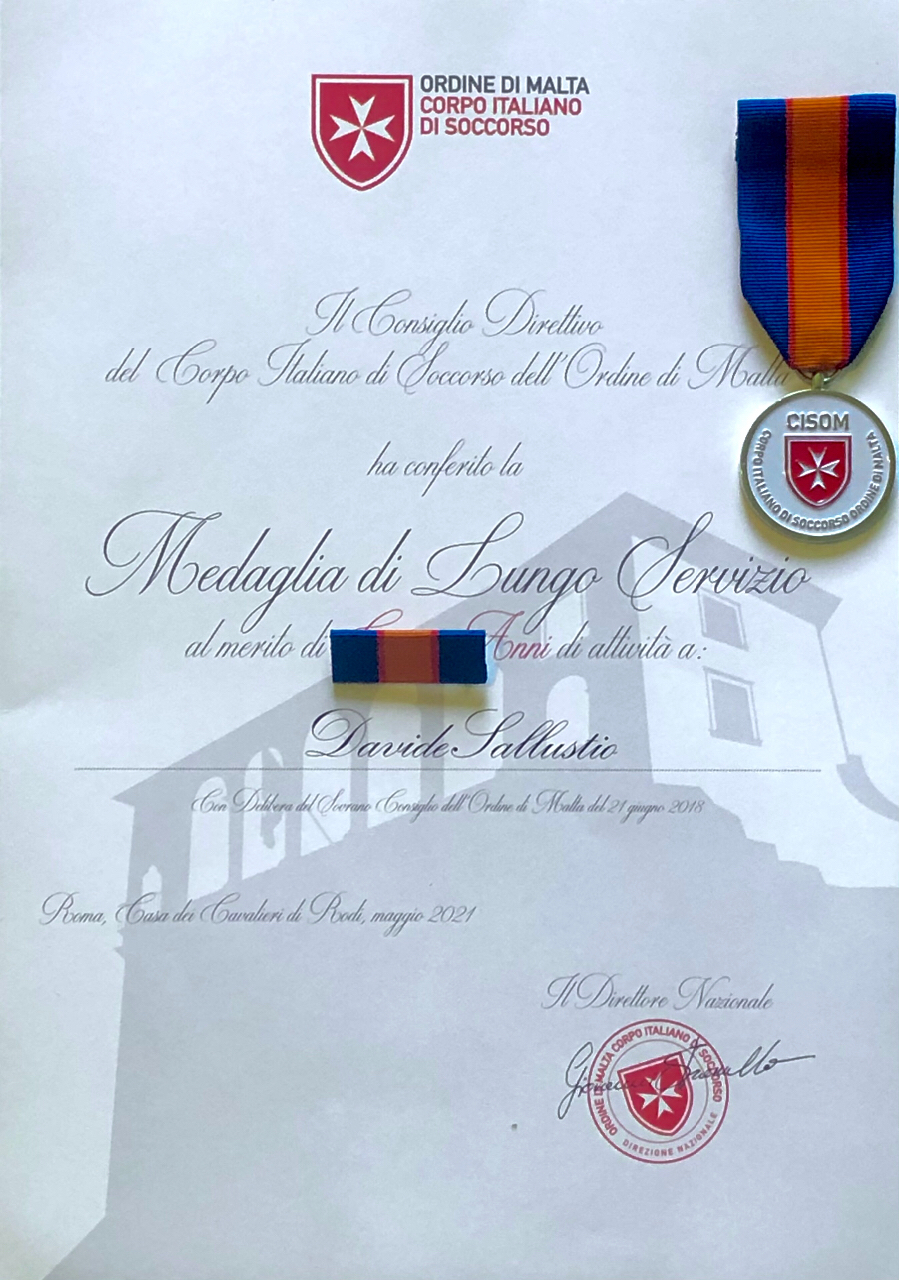 ORDINE DI MALTA
CORPO ITALIANO
DI SOCCORSO
Il Consiglio Direttivo
del Corpo Italiano di Soccorso dell'Ordine di Malta
CISOM
CORPO ITALIANO DI SOCCORSO ORDINE DI MALTA
ha conferito la
Medaglia di Lungo Servizio
al merito di Anni di attività a:
Davide Sallustio
Con Delibera del Sovrano Consiglio dell'Ordine di Malta del 21 giugno 2018
Roma, Casa dei Cavalieri di Rodi, maggio 2021
Il Direttore Nazionale
ORDINE DI MALTA CORPO ITALIANO DI SOCCORSO
DIREZIONE NAZIONALE